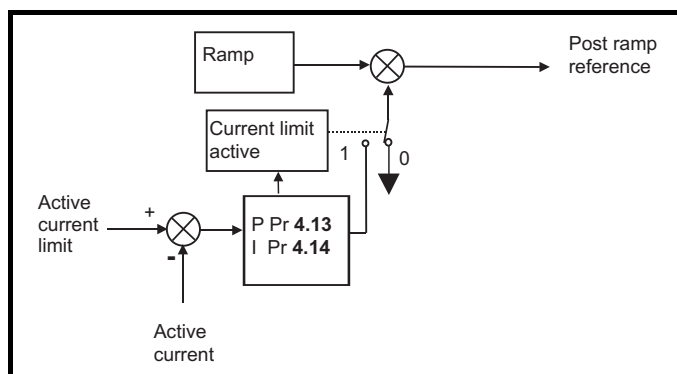 Ramp
Post ramp
reference
Current limit
active
1
0
Active
current
limit
+
-
P Pr 4.13
I Pr 4.14
Active
current